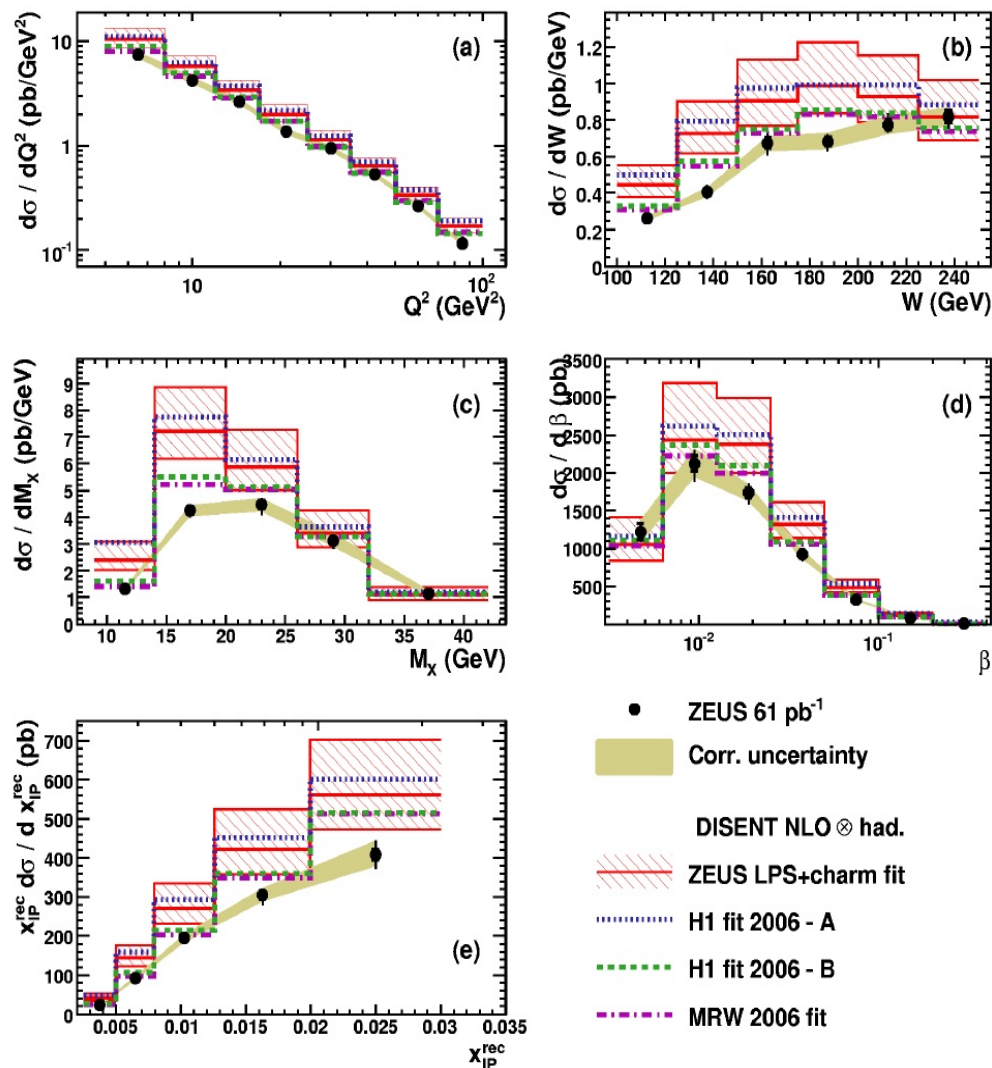 (a)
dσ / dQ² (pb/GeV²)
10
1
10⁻¹
10
10²
Q² (GeV²)
(b)
dσ / dW (pb/GeV)
1.2
1
0.8
0.6
0.4
0.2
0
100 120 140 160 180 200 220 240
W (GeV)
(c)
dσ / dM_X (pb/GeV)
9
8
7
6
5
4
3
2
1
0
10 15 20 25 30 35 40
M_X (GeV)
(d)
dσ / d β (pb)
3500
3000
2500
2000
1500
1000
500
0
10⁻² 10⁻¹
β
(e)
x_IP^rec dσ / d x_IP^rec (pb)
700
600
500
400
300
200
100
0
0.005 0.01 0.015 0.02 0.025 0.03 0.035
x_IP^rec
ZEUS 61 pb⁻¹
Corr. uncertainty
DISENT NLO ⊗ had.
ZEUS LPS+charm fit
H1 fit 2006 - A
H1 fit 2006 - B
MRW 2006 fit